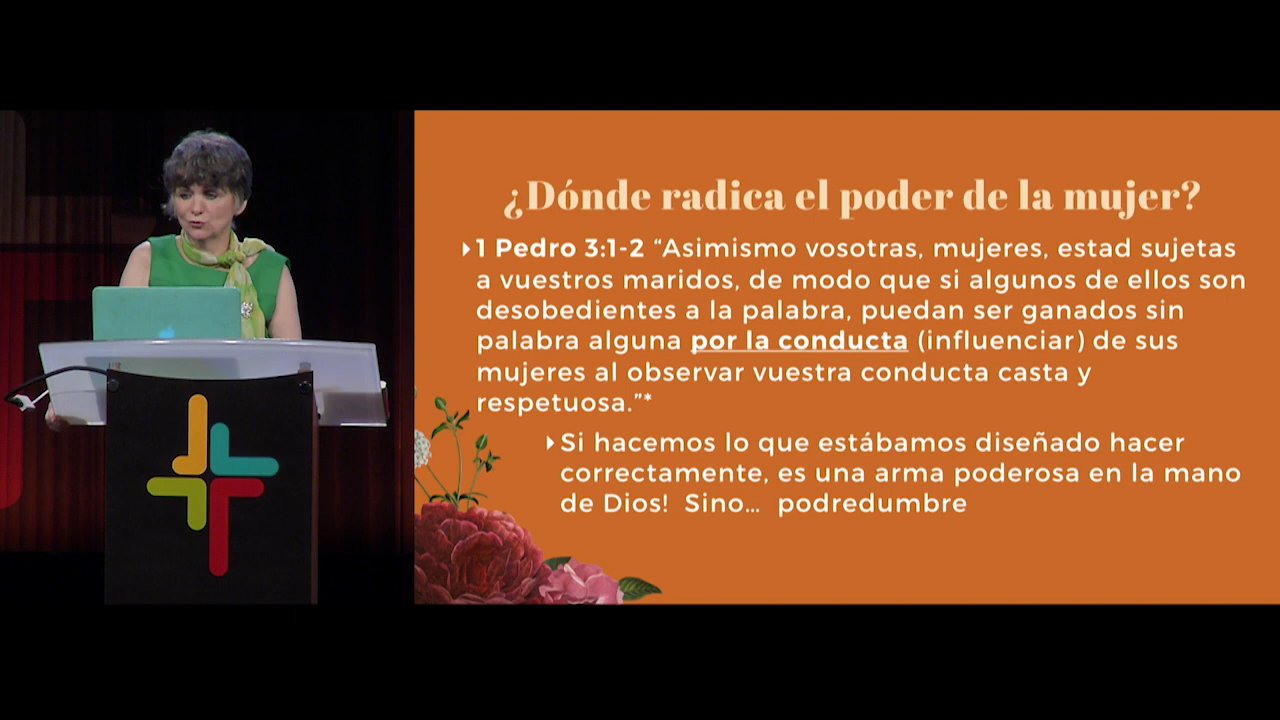 ¿Dónde radica el poder de la mujer?
1 Pedro 3:1-2 “Asimismo vosotras, mujeres, estad sujetas
a vuestros maridos, de modo que si algunos de ellos son
desobedientes a la palabra, puedan ser ganados sin
palabra alguna por la conducta (influenciar) de sus
mujeres al observar vuestra conducta casta y
respetuosa.”*
Si hacemos lo que estábamos diseñado hacer
correctamente, es una arma poderosa en la mano
de Dios!  Sino...  podredumbre